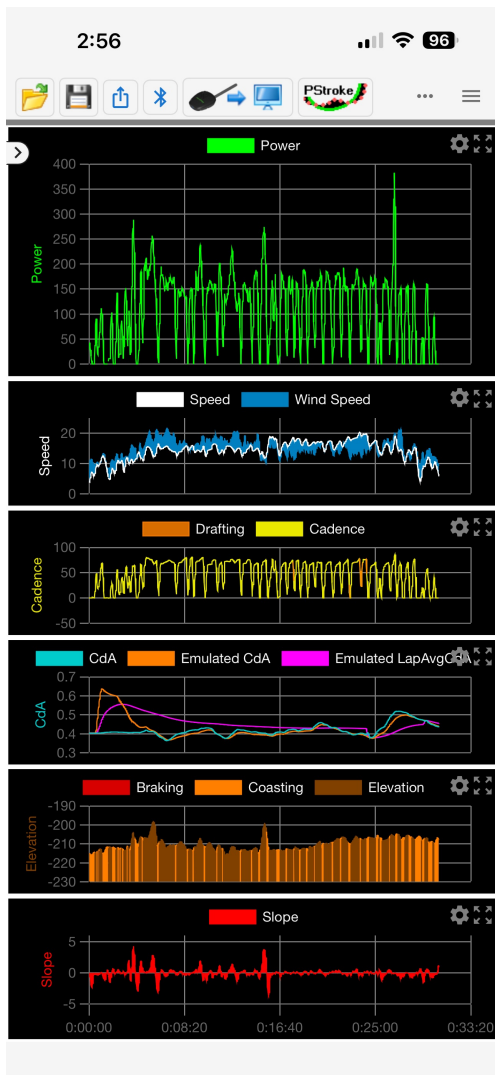 2:56
96
PStroke
Power
400
350
300
250
200
150
100
50
0
Power
Speed Wind Speed
20
10
0
Speed
Drafting Cadence
100
50
0
-50
Cadence
CdA Emulated CdA Emulated LapAvgCdA
0.7
0.6
0.5
0.4
0.3
CdA
Braking Coasting Elevation
-190
-200
-210
-220
-230
Elevation
Slope
5
0
-5
Slope
0:00:00 0:08:20 0:16:40 0:25:00 0:33:20